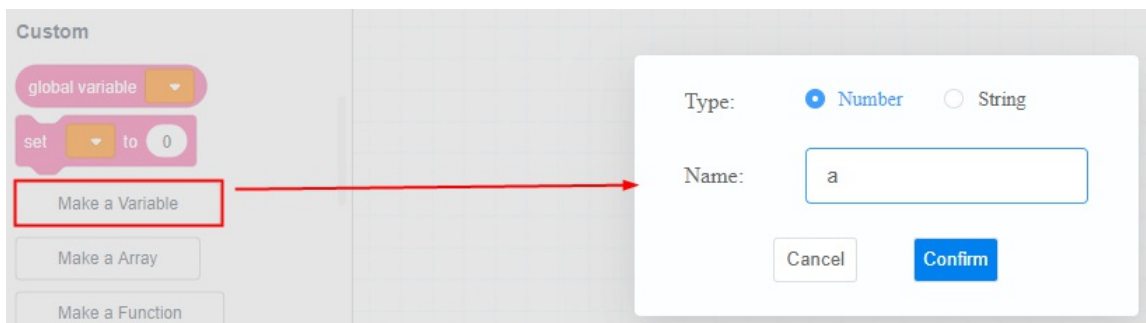 Custom
global variable
set to 0
Make a Variable
Make a Array
Make a Function
Type: Number String
Name: a
Cancel Confirm